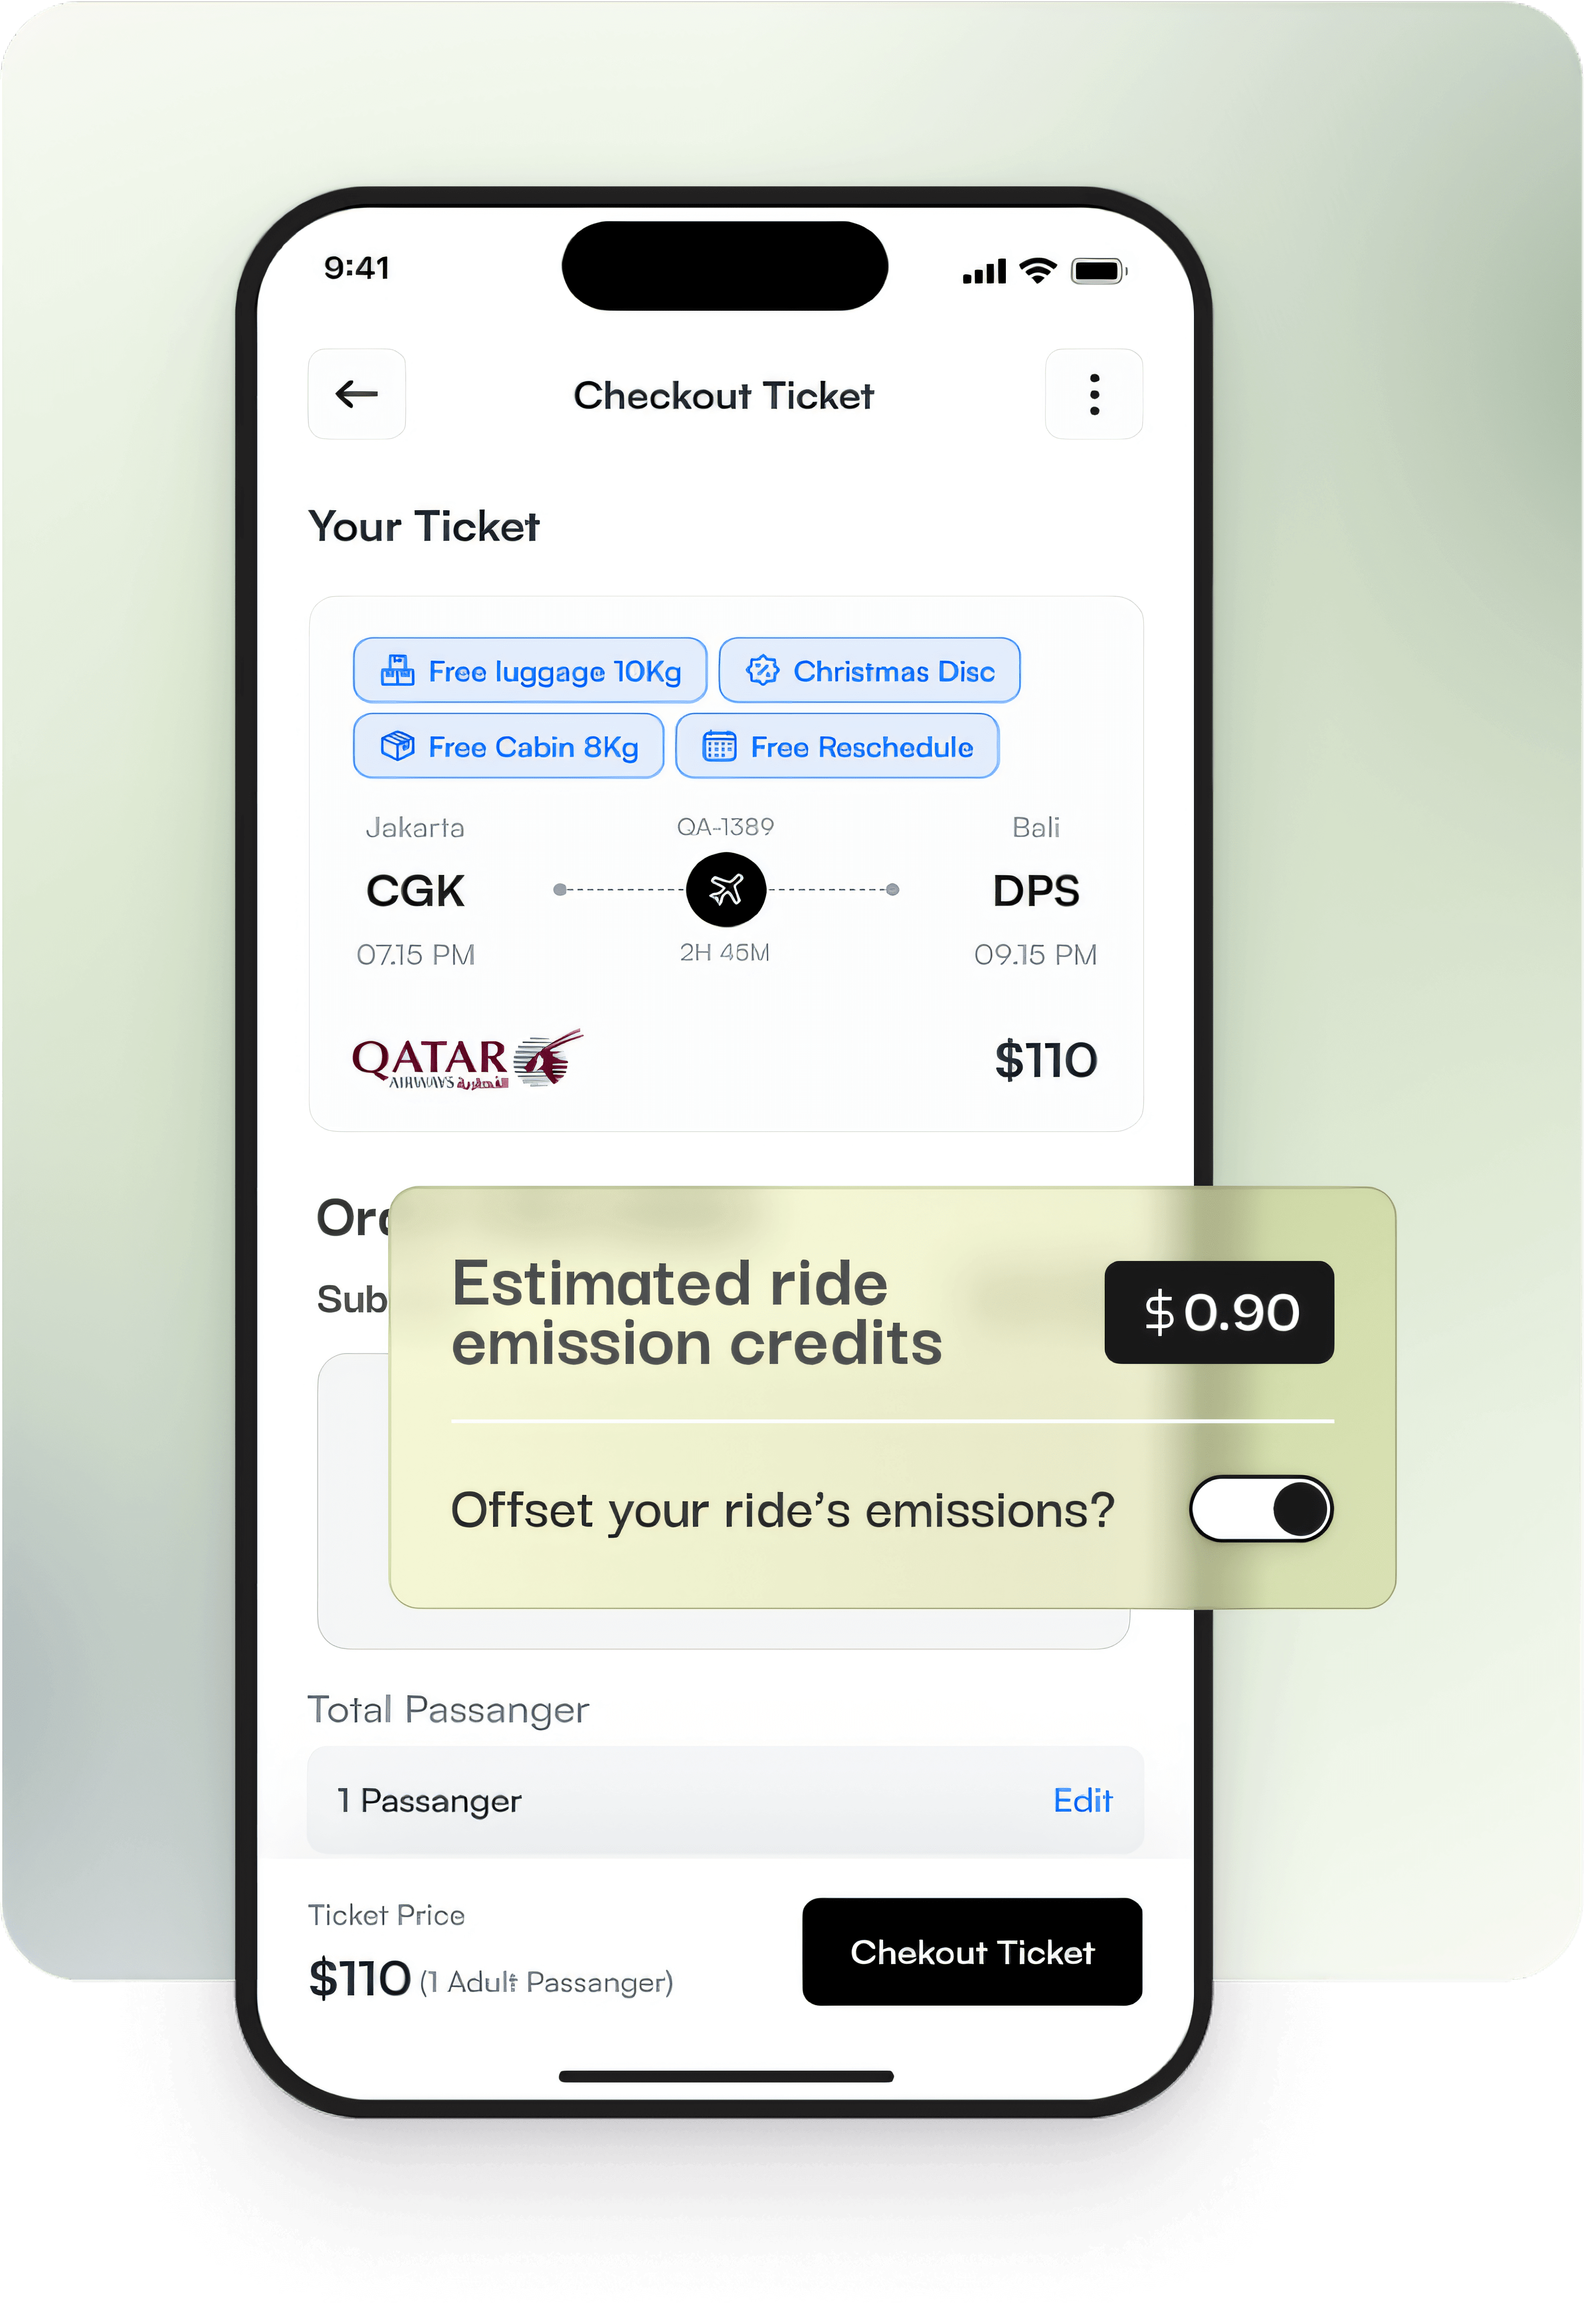 9:41
Checkout Ticket
Your Ticket
Free luggage 10Kg
Christmas Disc
Free Cabin 8Kg
Free Reschedule
Jakarta QA-1389 Bali
CGK DPS
07.15 PM 2H 45M 09.15 PM
QATAR
AIRWAYS القطرية
$110
Estimated ride
emission credits
$0.90
Offset your ride's emissions?
Total Passanger
1 Passanger Edit
Ticket Price
$110 (1 Adult Passanger)
Chekout Ticket